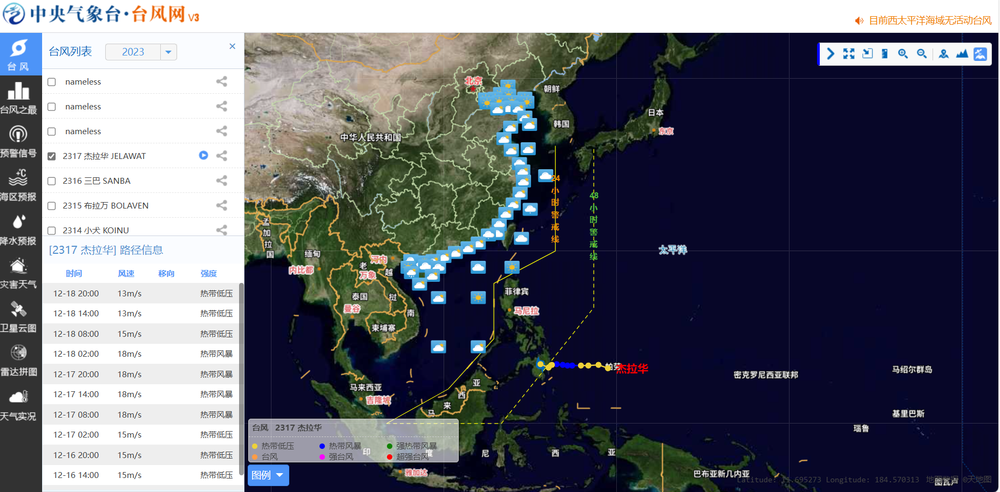 中央气象台·台风网 V3
目前西太平洋海域无活动台风
台风
台风之最
预警信号
海区预报
降水预报
灾害天气
卫星云图
雷达拼图
天气实况
台风列表 2023 ×
nameless
nameless
nameless
2317 杰拉华 JELAWAT
2316 三巴 SANBA
2315 布拉万 BOLAVEN
2314 小犬 KOINU
[2317 杰拉华] 路径信息
时间 风速 移向 强度
12-18 20:00 13m/s 热带低压
12-18 14:00 13m/s 热带低压
12-18 08:00 15m/s 热带低压
12-18 02:00 18m/s 热带风暴
12-17 20:00 18m/s 热带风暴
12-17 14:00 18m/s 热带风暴
12-17 08:00 18m/s 热带风暴
12-17 02:00 15m/s 热带低压
12-16 20:00 15m/s 热带低压
12-16 14:00 15m/s 热带低压
北京
朝鲜
日本
韩国
东京
中华人民共和国
24小时警戒线
48小时警戒线
孟加拉国
缅甸
河内
内比都
老
万象
越
太平洋
泰国
挝
菲律宾
曼谷
南
马尼拉
柬埔寨
帕劳
杰拉华
密克罗尼西亚联邦
马绍尔群岛
马来西亚
亚
西
来
马
吉隆坡
基里巴斯
瑙鲁
台风 2317 杰拉华
热带低压 热带风暴 强热带风暴
台风 强台风 超强台风
印
度
尼
西
亚
图例
雅加达
巴布亚新几内亚
图瓦卢
Latitude: 11.695273 Longitude: 184.570313 地图数据 ©天地图